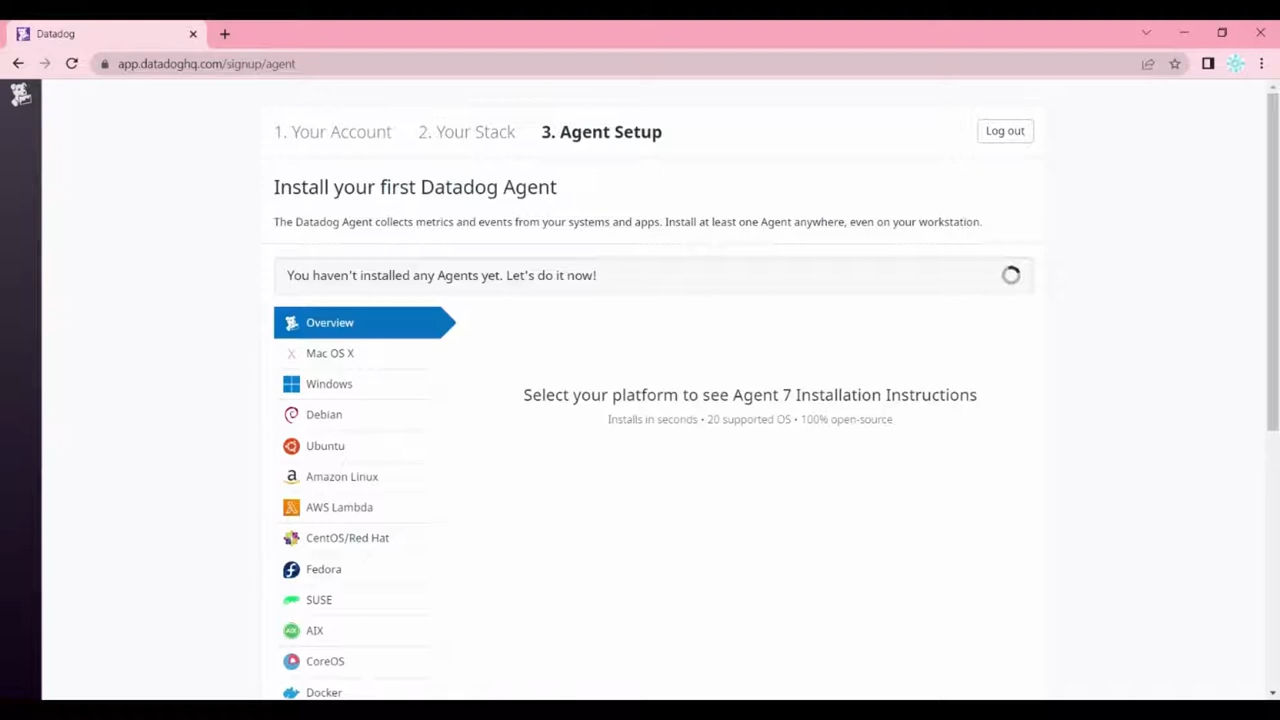 Datadog
app.datadoghq.com/signup/agent
1. Your Account 2. Your Stack 3. Agent Setup Log out
Install your first Datadog Agent
The Datadog Agent collects metrics and events from your systems and apps. Install at least one Agent anywhere, even on your workstation.
You haven't installed any Agents yet. Let's do it now!
Overview
Mac OS X
Windows
Debian
Ubuntu
Amazon Linux
AWS Lambda
CentOS/Red Hat
Fedora
SUSE
AIX
CoreOS
Docker
Select your platform to see Agent 7 Installation Instructions
Installs in seconds • 20 supported OS • 100% open-source